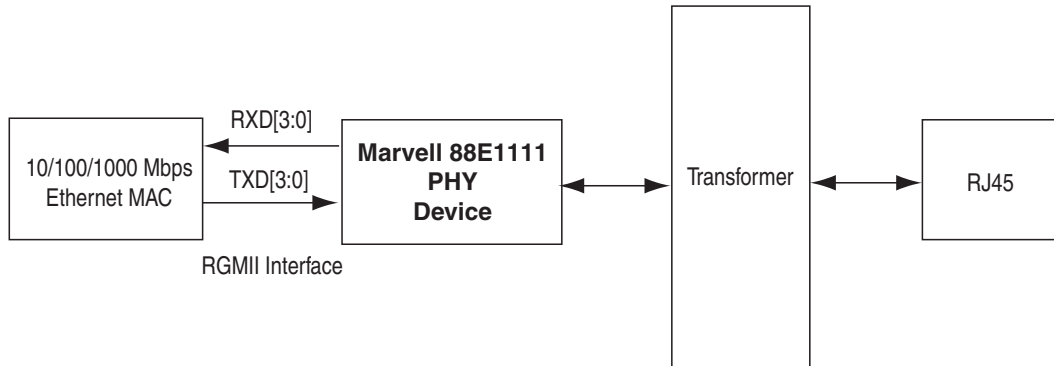 10/100/1000 Mbps
Ethernet MAC
RXD[3:0]
TXD[3:0]
RGMII Interface
Marvell 88E1111
PHY
Device
Transformer
RJ45